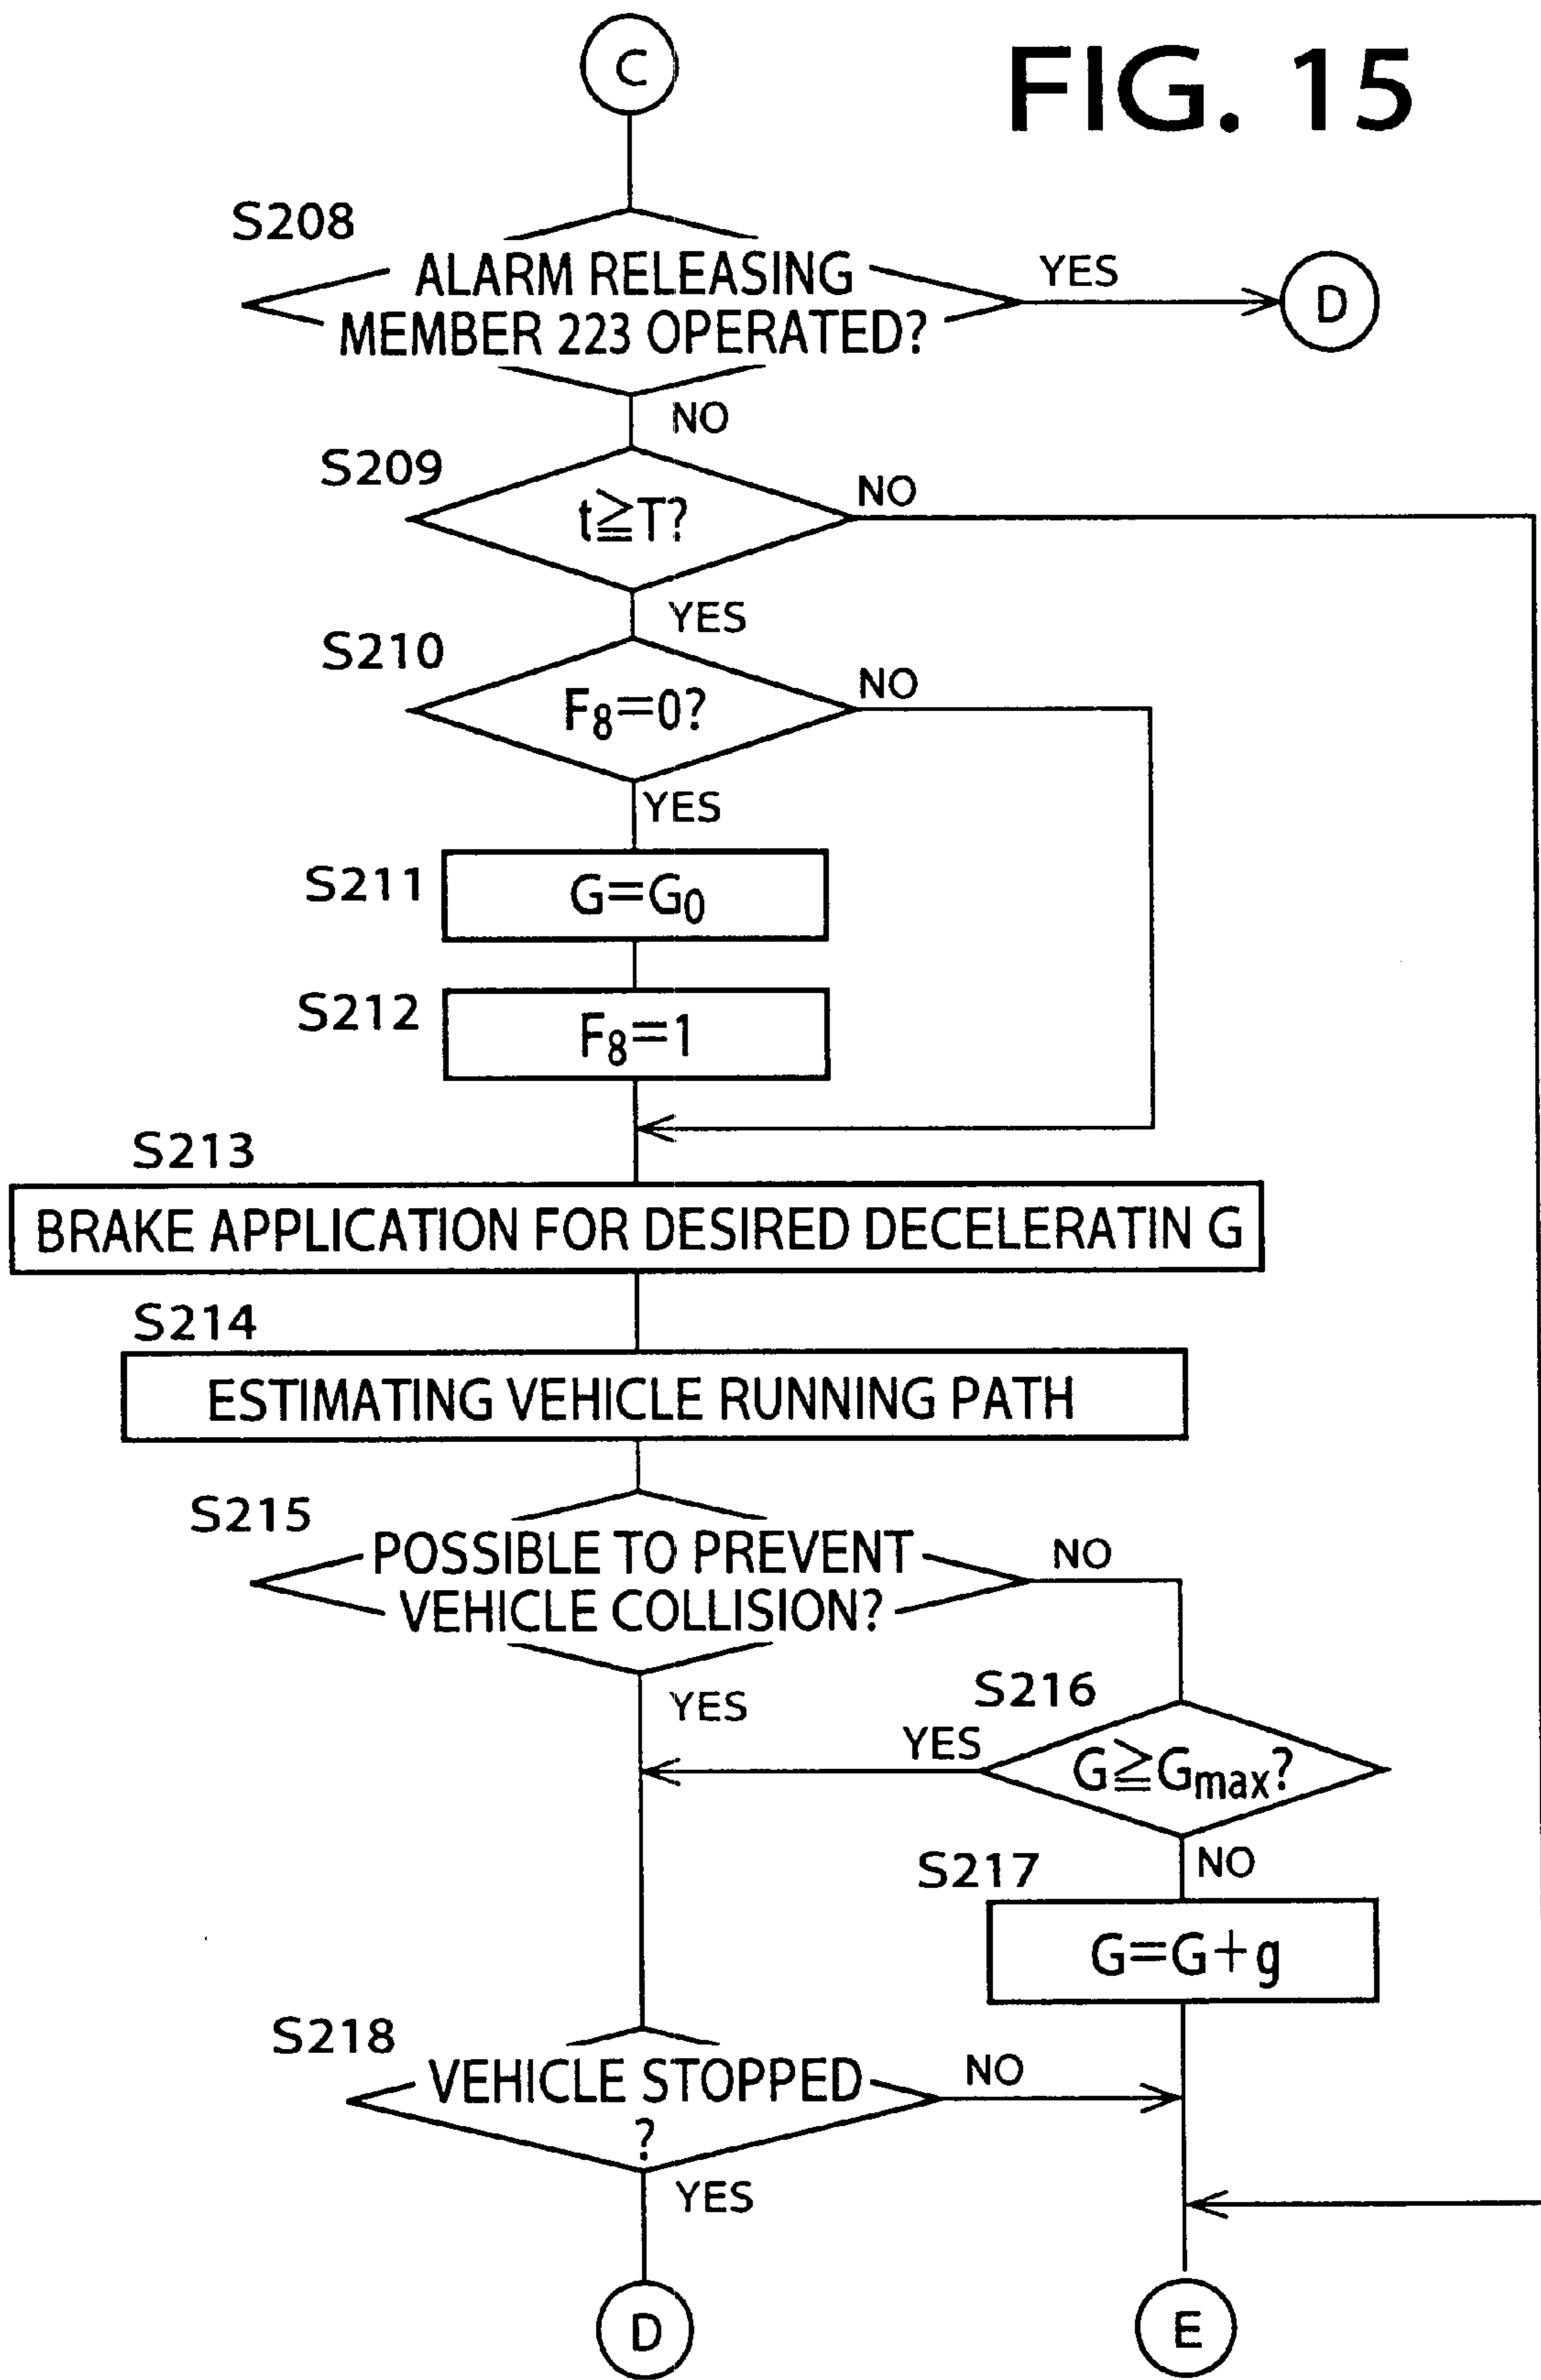 C
FIG. 15
S208
ALARM RELEASING
MEMBER 223 OPERATED?
YES
D
NO
S209
t≧T?
NO
YES
S210
F8=0?
NO
YES
S211
G=G0
S212
F8=1
S213
BRAKE APPLICATION FOR DESIRED DECELERATIN G
S214
ESTIMATING VEHICLE RUNNING PATH
S215
POSSIBLE TO PREVENT
VEHICLE COLLISION?
NO
YES
S216
YES
G≧Gmax?
NO
S217
G=G+g
S218
VEHICLE STOPPED
?
NO
YES
D
E